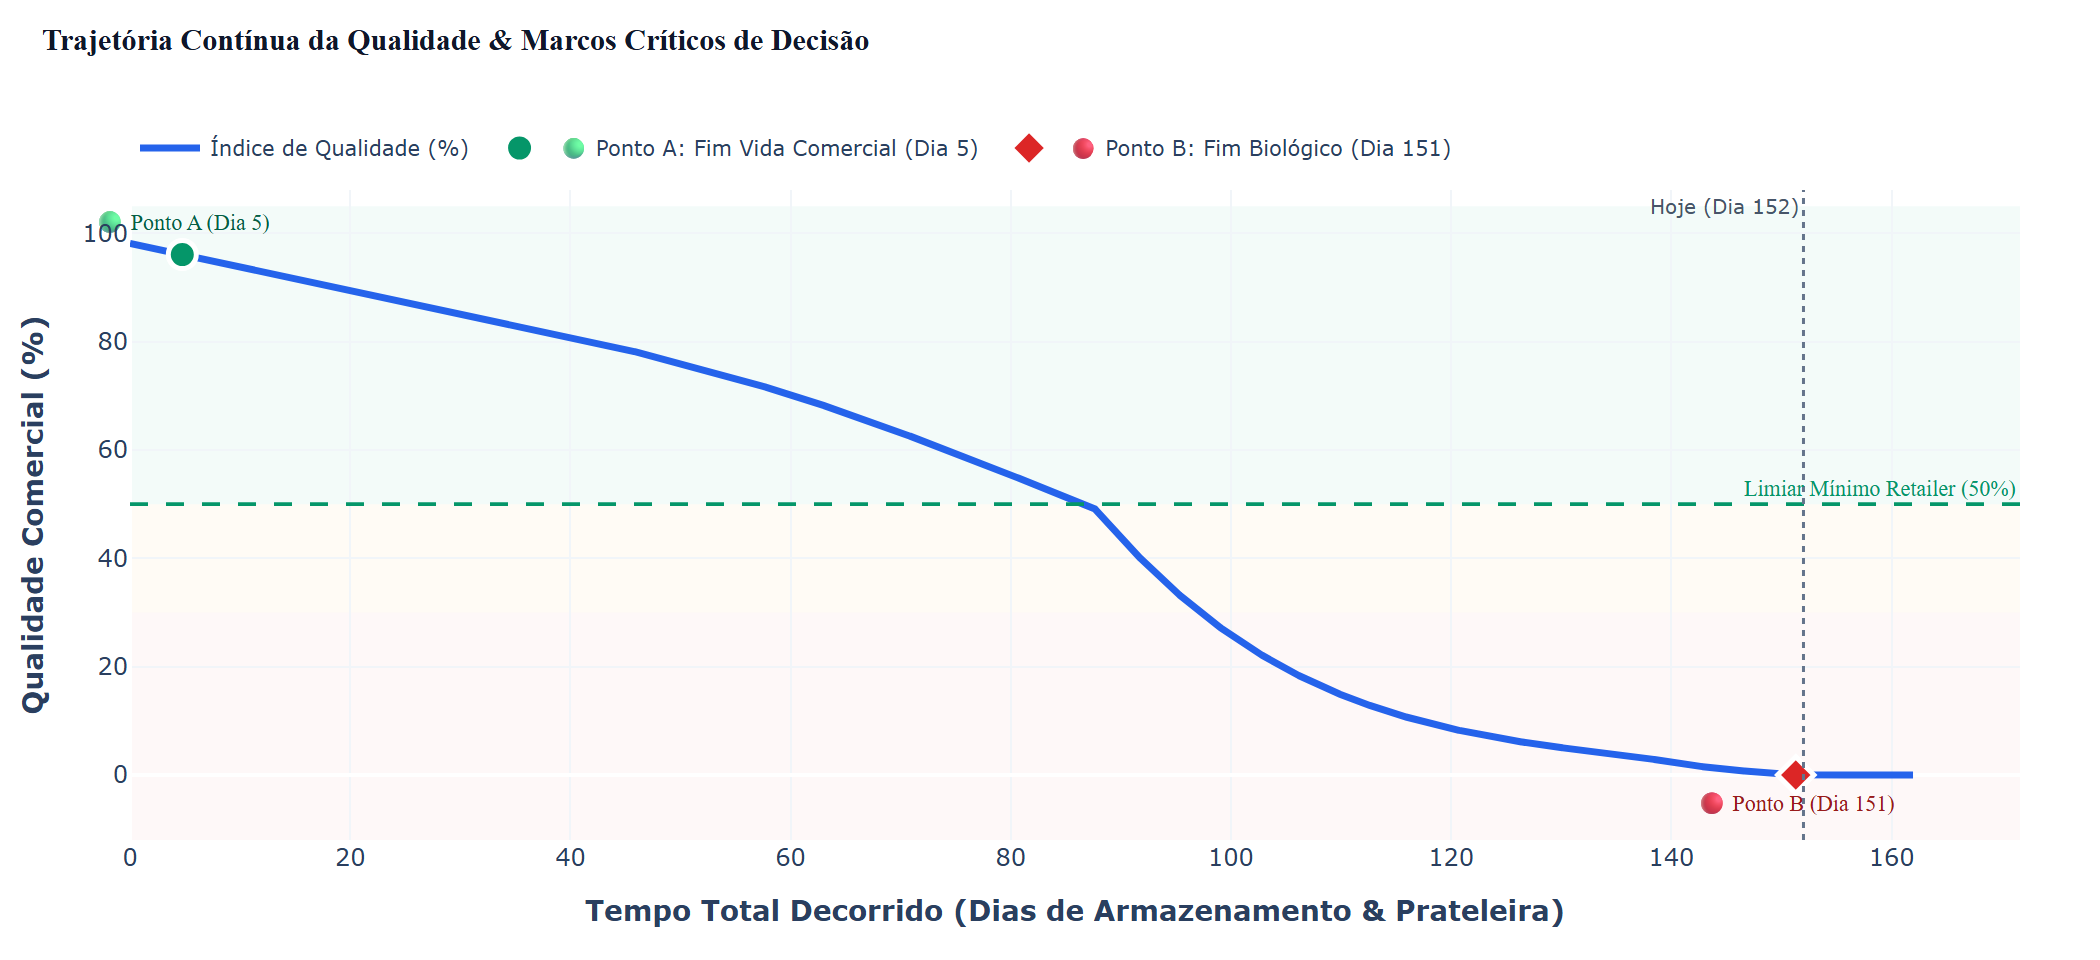 Trajetória Contínua da Qualidade & Marcos Críticos de Decisão
Índice de Qualidade (%)
Ponto A: Fim Vida Comercial (Dia 5)
Ponto B: Fim Biológico (Dia 151)
Hoje (Dia 152)
Ponto A (Dia 5)
100
80
60
Limiar Mínimo Retailer (50%)
40
20
0
Ponto B (Dia 151)
0 20 40 60 80 100 120 140 160
Qualidade Comercial (%)
Tempo Total Decorrido (Dias de Armazenamento & Prateleira)